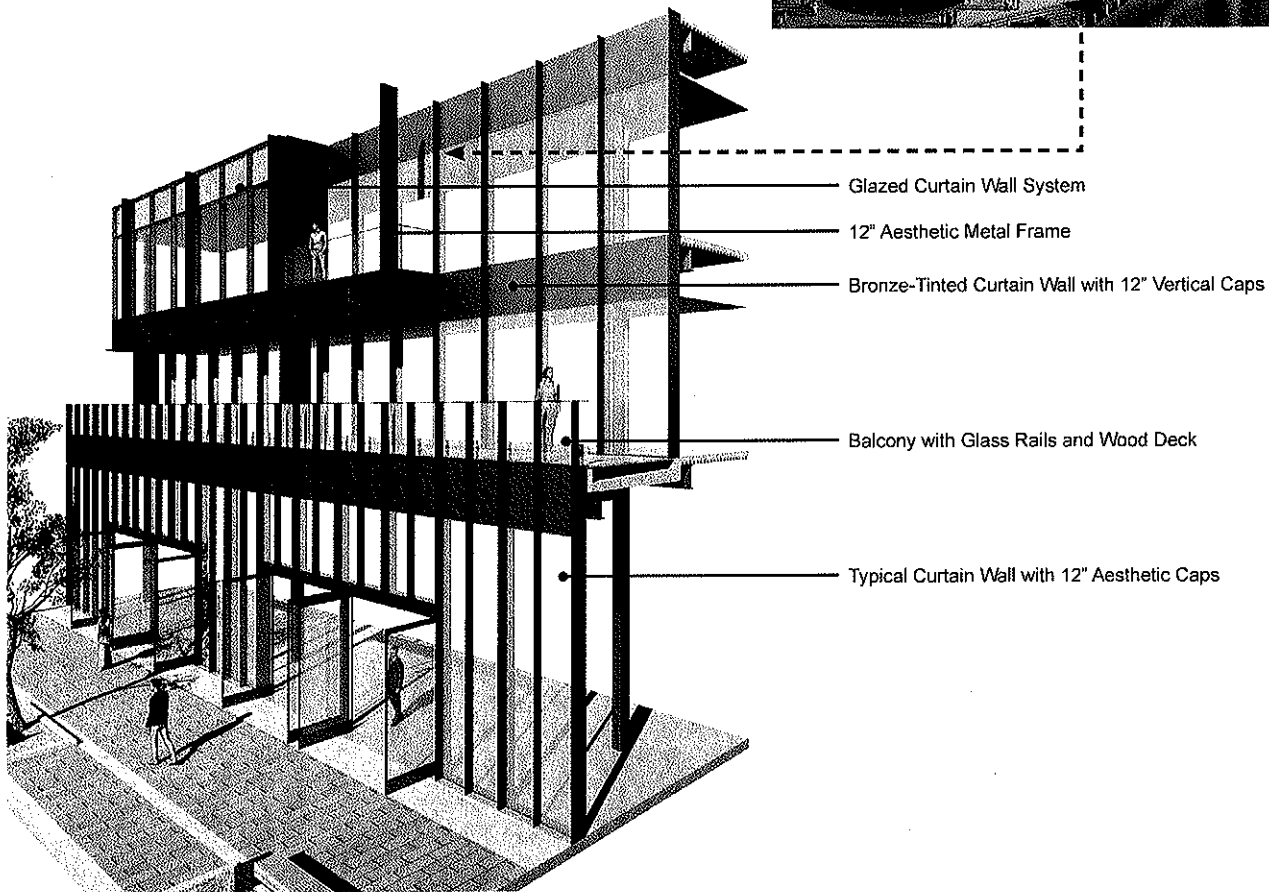 Glazed Curtain Wall System
12" Aesthetic Metal Frame
Bronze-Tinted Curtain Wall with 12" Vertical Caps
Balcony with Glass Rails and Wood Deck
Typical Curtain Wall with 12" Aesthetic Caps